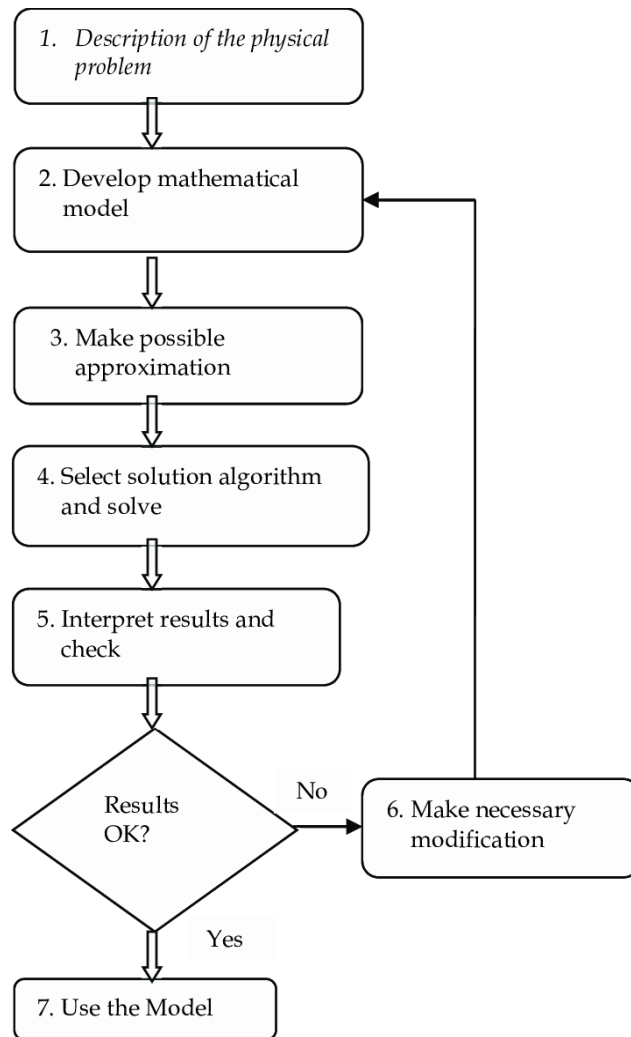 1. Description of the physical
problem
2. Develop mathematical
model
3. Make possible
approximation
4. Select solution algorithm
and solve
5. Interpret results and
check
Results
OK?
No
6. Make necessary
modification
Yes
7. Use the Model